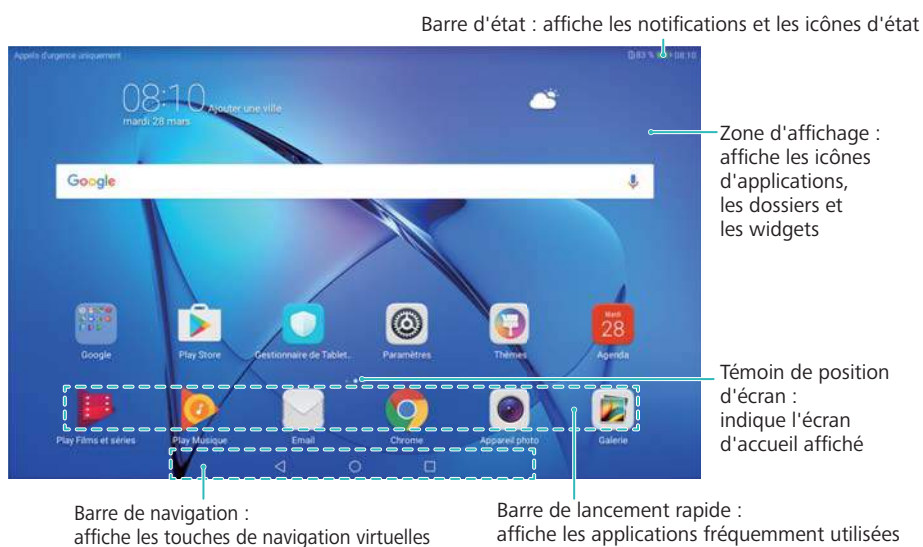 Barre d'état : affiche les notifications et les icônes d'état
Appels d'urgence uniquement
83 % 08:10
08:10 Ajouter une ville
mardi 28 mars
Zone d'affichage :
affiche les icônes
d'applications,
les dossiers et
les widgets
Google
Mardi
28
Google
Play Store
Gestionnaire de Tablet..
Paramètres
Thèmes
Agenda
Témoin de position
d'écran :
indique l'écran
d'accueil affiché
Play Films et séries
Play Musique
Email
Chrome
Appareil photo
Galerie
Barre de navigation :
affiche les touches de navigation virtuelles
Barre de lancement rapide :
affiche les applications fréquemment utilisées